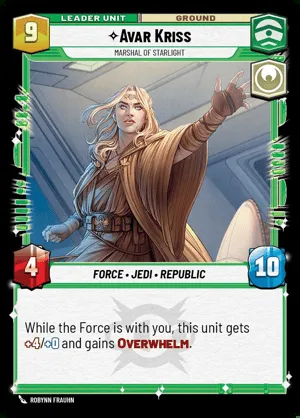 LEADER UNIT
GROUND
9
AVAR KRISS
MARSHAL OF STARLIGHT
4
FORCE • JEDI • REPUBLIC
10
While the Force is with you, this unit gets
+4/+0 and gains OVERWHELM.
ROBYNN FRAUHN